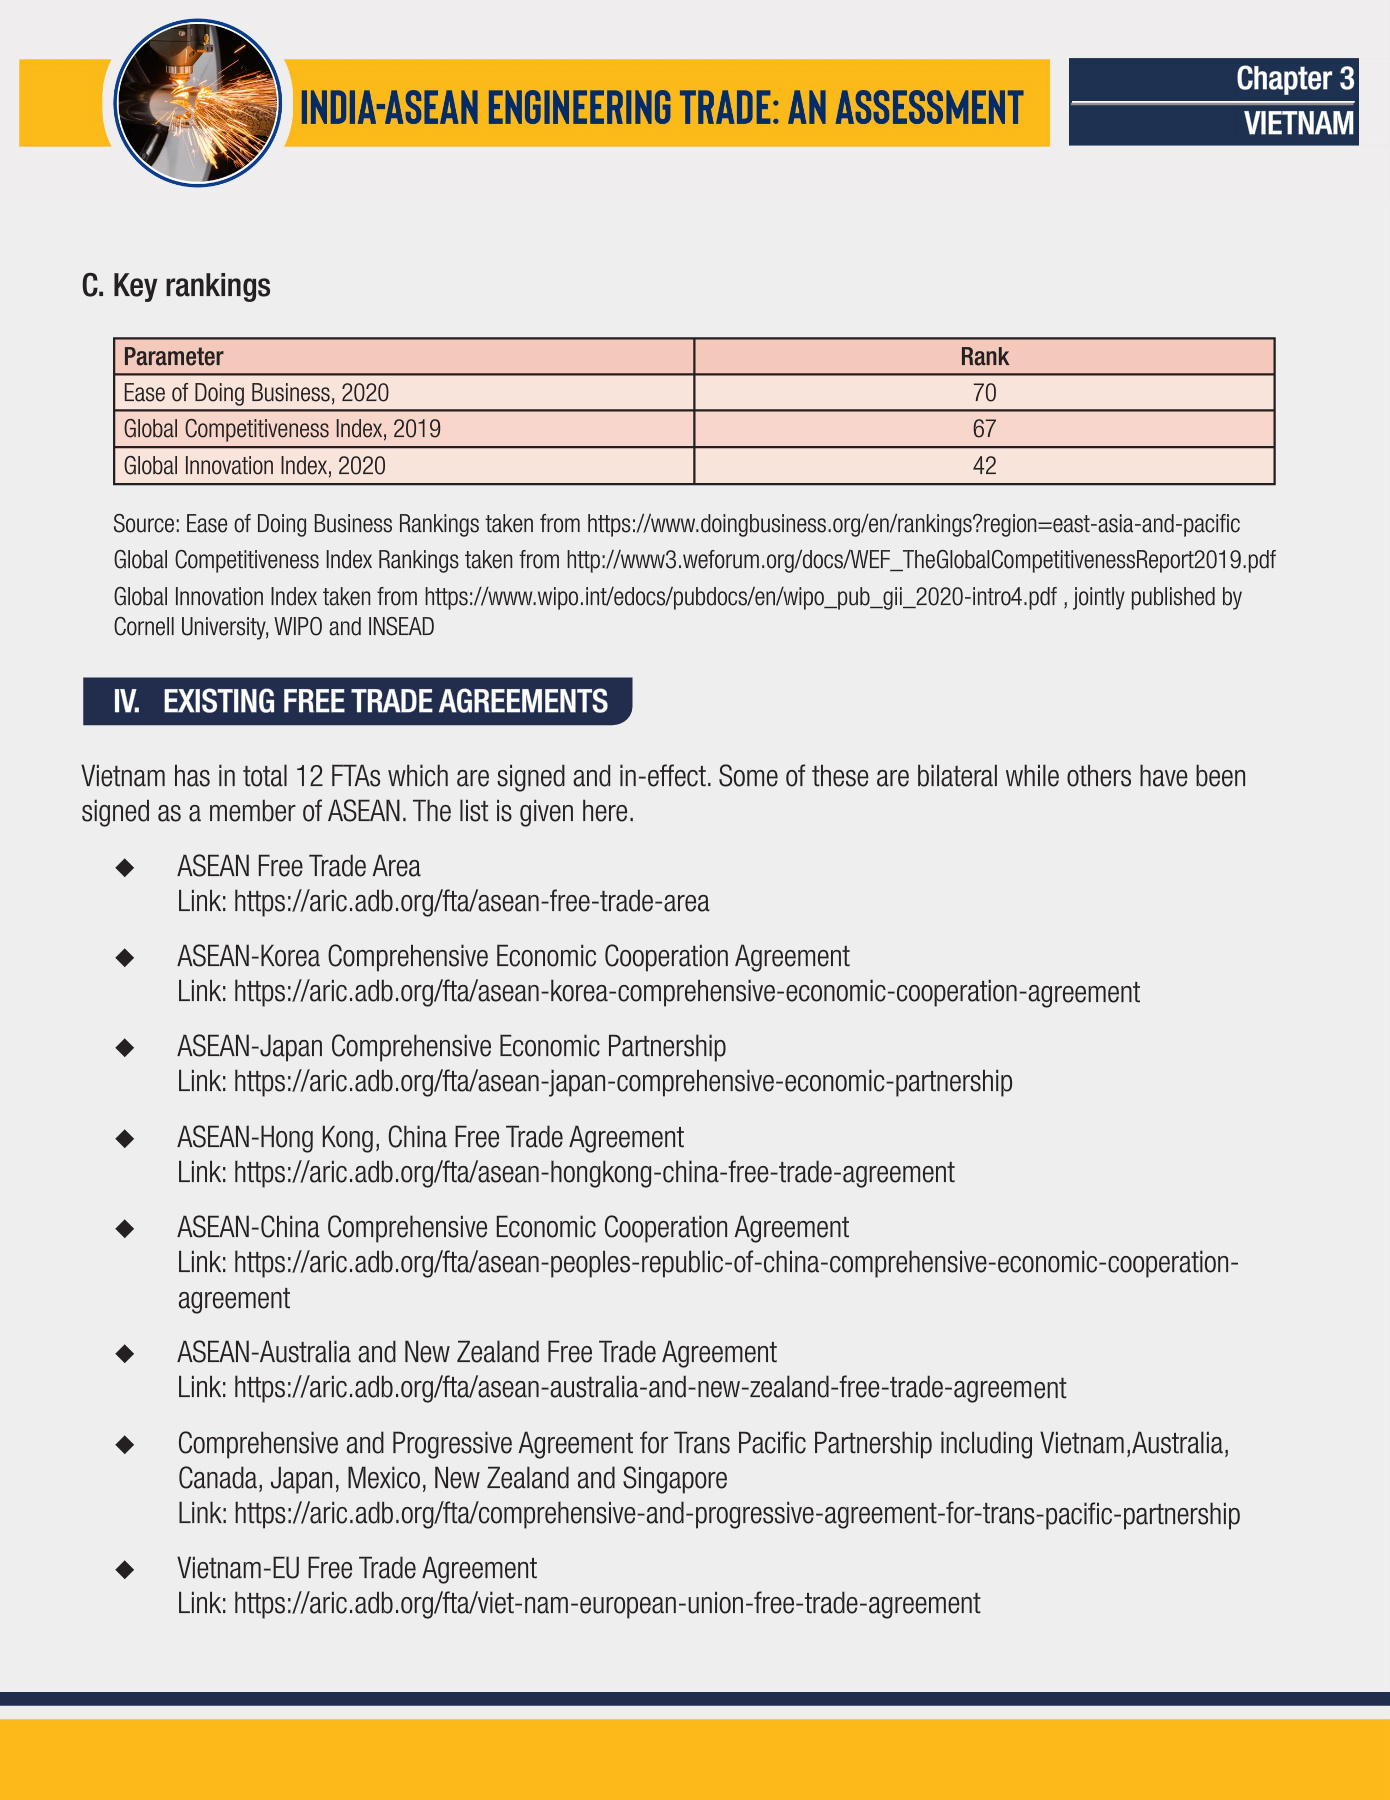 INDIA-ASEAN ENGINEERING TRADE: AN ASSESSMENT
Chapter 3
VIETNAM
C. Key rankings
Parameter Rank
Ease of Doing Business, 2020 70
Global Competitiveness Index, 2019 67
Global Innovation Index, 2020 42
Source: Ease of Doing Business Rankings taken from https://www.doingbusiness.org/en/rankings?region=east-asia-and-pacific
Global Competitiveness Index Rankings taken from http://www3.weforum.org/docs/WEF_TheGlobalCompetitivenessReport2019.pdf
Global Innovation Index taken from https://www.wipo.int/edocs/pubdocs/en/wipo_pub_gii_2020-intro4.pdf , jointly published by
Cornell University, WIPO and INSEAD
IV. EXISTING FREE TRADE AGREEMENTS
Vietnam has in total 12 FTAs which are signed and in-effect. Some of these are bilateral while others have been
signed as a member of ASEAN. The list is given here.
◆ ASEAN Free Trade Area
Link: https://aric.adb.org/fta/asean-free-trade-area
◆ ASEAN-Korea Comprehensive Economic Cooperation Agreement
Link: https://aric.adb.org/fta/asean-korea-comprehensive-economic-cooperation-agreement
◆ ASEAN-Japan Comprehensive Economic Partnership
Link: https://aric.adb.org/fta/asean-japan-comprehensive-economic-partnership
◆ ASEAN-Hong Kong, China Free Trade Agreement
Link: https://aric.adb.org/fta/asean-hongkong-china-free-trade-agreement
◆ ASEAN-China Comprehensive Economic Cooperation Agreement
Link: https://aric.adb.org/fta/asean-peoples-republic-of-china-comprehensive-economic-cooperation-
agreement
◆ ASEAN-Australia and New Zealand Free Trade Agreement
Link: https://aric.adb.org/fta/asean-australia-and-new-zealand-free-trade-agreement
◆ Comprehensive and Progressive Agreement for Trans Pacific Partnership including Vietnam,Australia,
Canada, Japan, Mexico, New Zealand and Singapore
Link: https://aric.adb.org/fta/comprehensive-and-progressive-agreement-for-trans-pacific-partnership
◆ Vietnam-EU Free Trade Agreement
Link: https://aric.adb.org/fta/viet-nam-european-union-free-trade-agreement